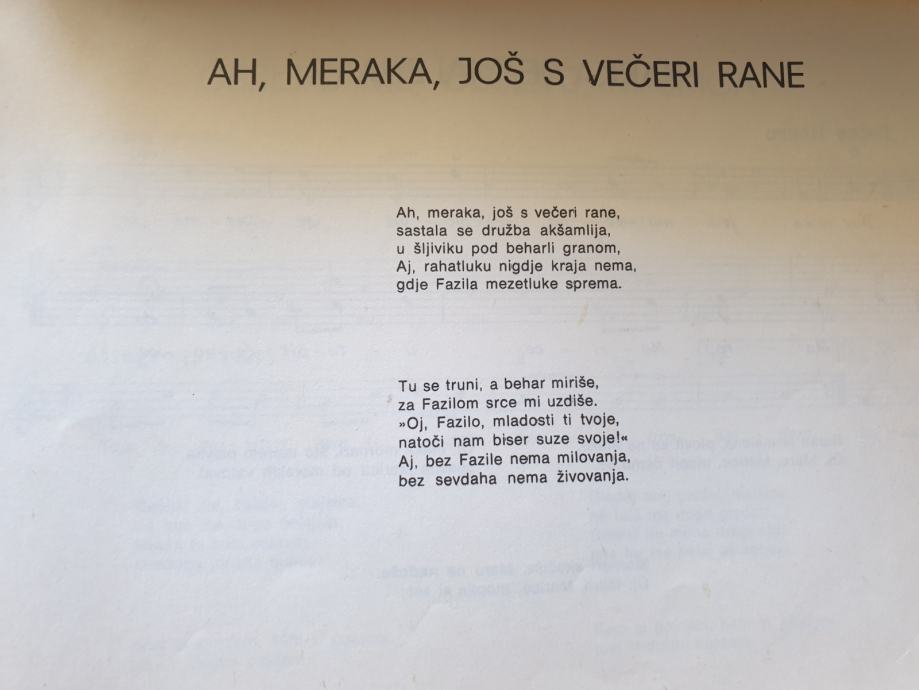 AH, MERAKA, JOŠ S VEČERI RANE
Ah, meraka, još s večeri rane,
sastala se družba akšamlija,
u šljiviku pod beharli granom,
Aj, rahatluku nigdje kraja nema,
gdje Fazila mezetluke sprema.
Tu se truni, a behar miriše,
za Fazilom srce mi uzdiše.
»Oj, Fazilo, mladosti ti tvoje,
natoči nam biser suze svoje!«
Aj, bez Fazile nema milovanja,
bez sevdaha nema živovanja.